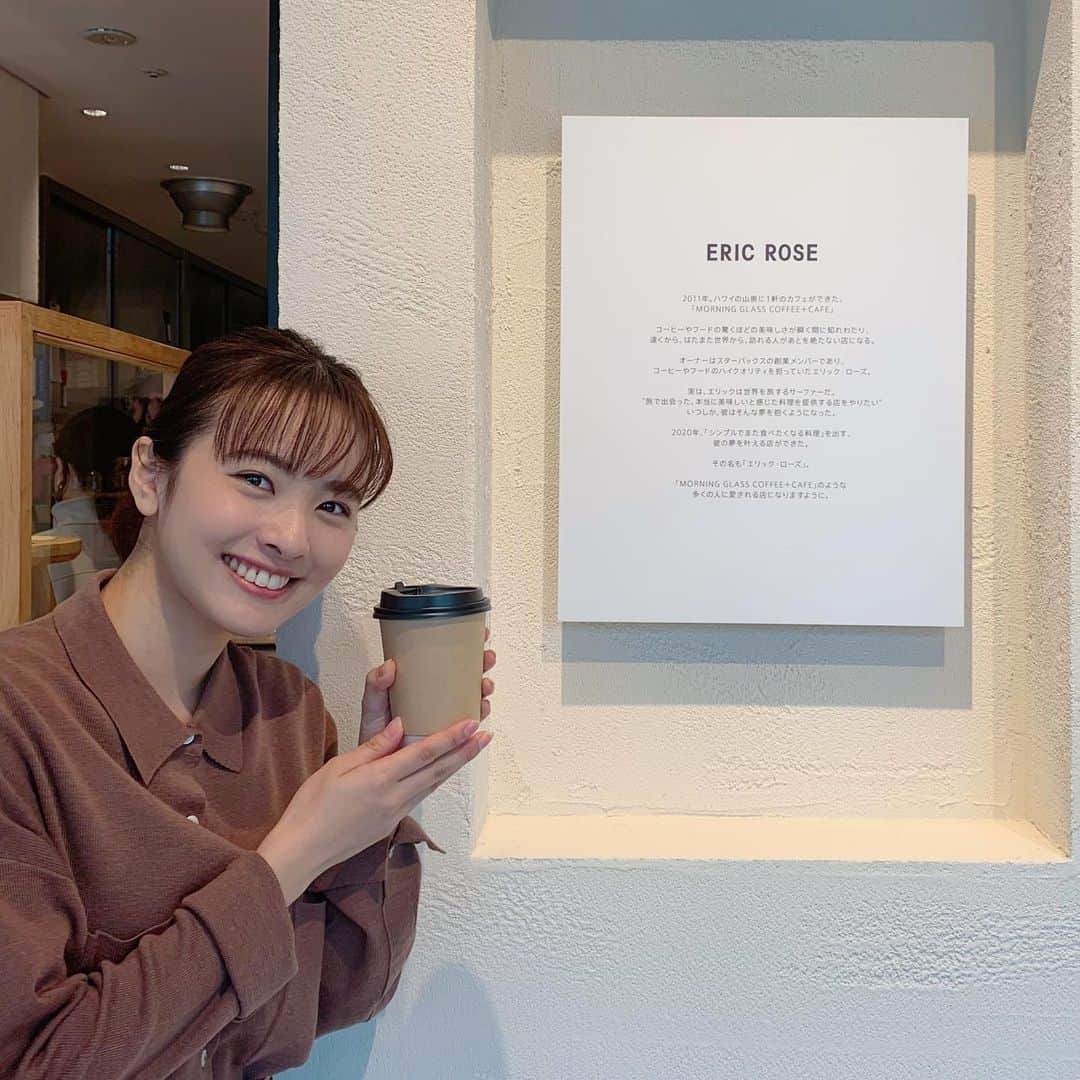 ERIC ROSE
2011年。ハワイの山奥に1軒のカフェができた。
「MORNING GLASS COFFEE+CAFE」
コーヒーやフードの驚くほどの美味しさが瞬く間に知れわたり、
遠くから、はたまた世界から、訪れる人があとを絶たない店になる。
オーナーはスターバックスの創業メンバーであり、
コーヒーやフードのハイクオリティを担っていたエリック・ローズ。
実は、エリックは世界を旅するサーファーだ。
“旅で出会った、本当に美味しいと感じた料理を提供する店をやりたい”
いつしか、彼はそんな夢を抱くようになった。
2020年、「シンプルでまた食べたくなる料理」を出す、
彼の夢を叶える店ができた。
その名も「エリック・ローズ」。
「MORNING GLASS COFFEE+CAFE」のような
多くの人に愛される店になりますように。